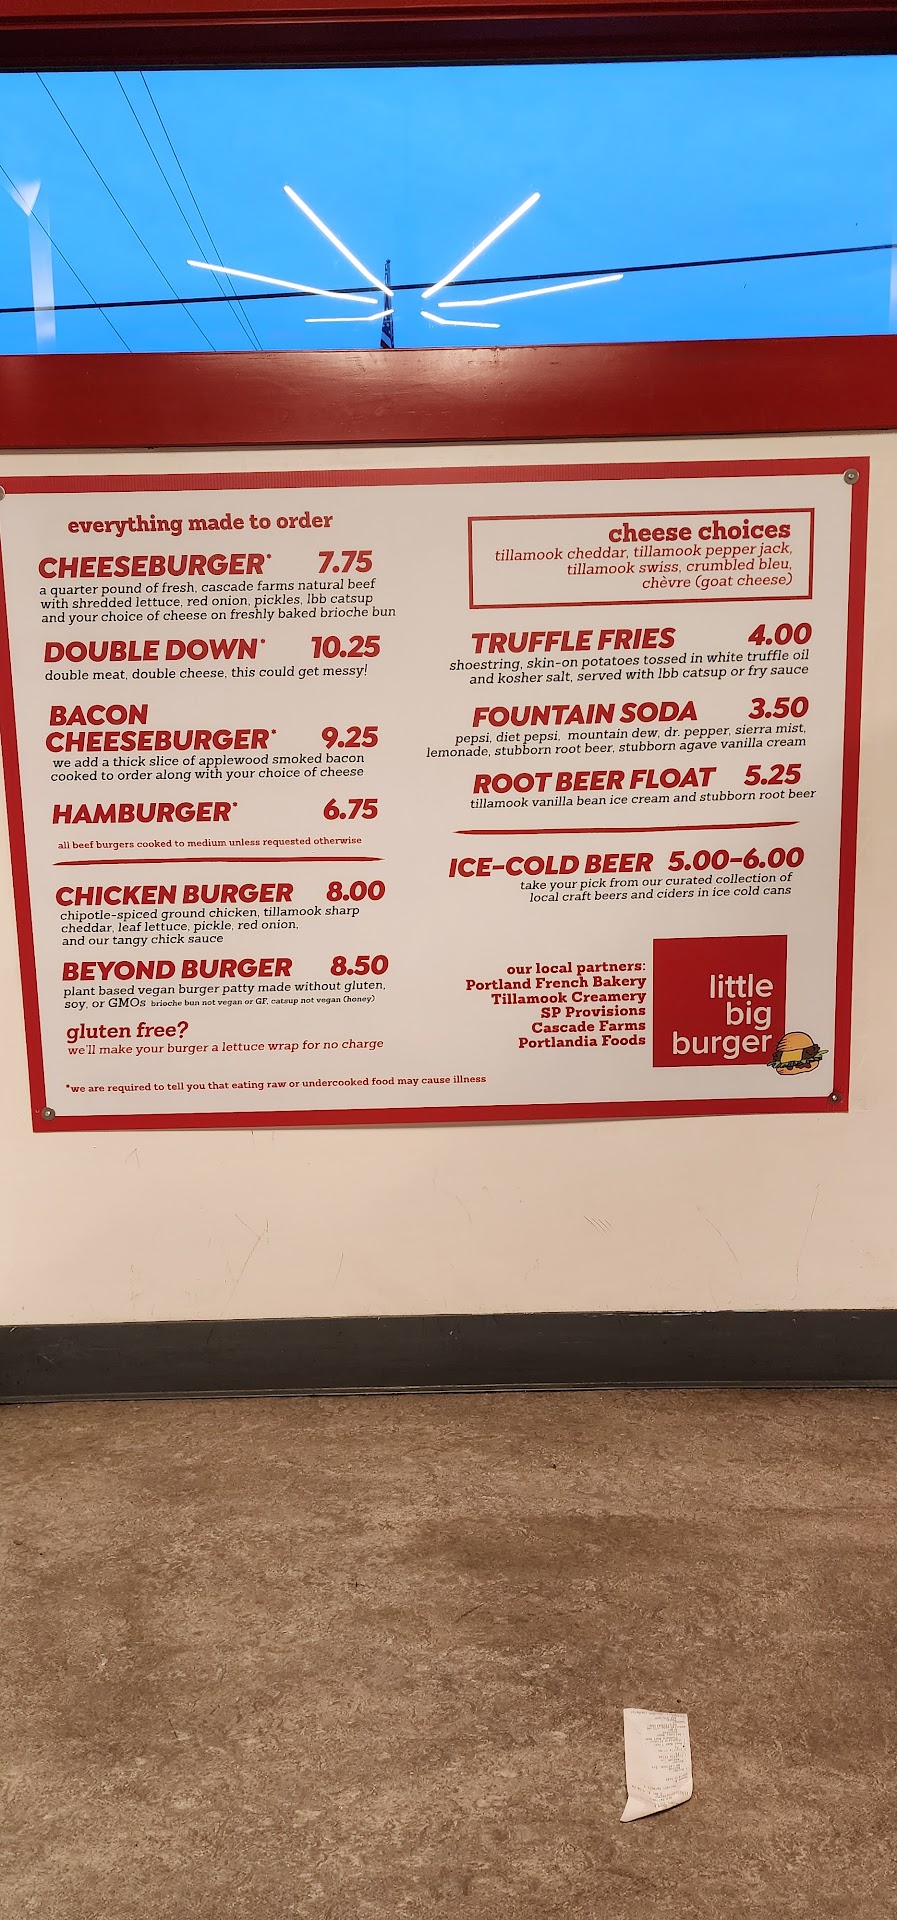 everything made to order
CHEESEBURGER* 7.75
a quarter pound of fresh, cascade farms natural beef
with shredded lettuce, red onion, pickles, lbb catsup
and your choice of cheese on freshly baked brioche bun
DOUBLE DOWN* 10.25
double meat, double cheese, this could get messy!
BACON
CHEESEBURGER* 9.25
we add a thick slice of applewood smoked bacon
cooked to order along with your choice of cheese
HAMBURGER* 6.75
all beef burgers cooked to medium unless requested otherwise
CHICKEN BURGER 8.00
chipotle-spiced ground chicken, tillamook sharp
cheddar, leaf lettuce, pickle, red onion,
and our tangy chick sauce
BEYOND BURGER 8.50
plant based vegan burger patty made without gluten,
soy, or GMOs brioche bun not vegan or GF, catsup not vegan (honey)
gluten free?
we'll make your burger a lettuce wrap for no charge
*we are required to tell you that eating raw or undercooked food may cause illness
cheese choices
tillamook cheddar, tillamook pepper jack,
tillamook swiss, crumbled bleu,
chèvre (goat cheese)
TRUFFLE FRIES 4.00
shoestring, skin-on potatoes tossed in white truffle oil
and kosher salt, served with lbb catsup or fry sauce
FOUNTAIN SODA 3.50
pepsi, diet pepsi, mountain dew, dr. pepper, sierra mist,
lemonade, stubborn root beer, stubborn agave vanilla cream
ROOT BEER FLOAT 5.25
tillamook vanilla bean ice cream and stubborn root beer
ICE-COLD BEER 5.00-6.00
take your pick from our curated collection of
local craft beers and ciders in ice cold cans
our local partners:
Portland French Bakery
Tillamook Creamery
SP Provisions
Cascade Farms
Portlandia Foods
little
big
burger